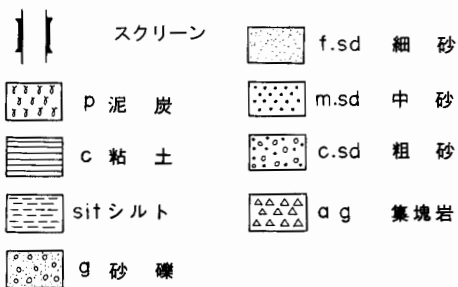 スクリーン
p 泥炭
c 粘土
sit シルト
g 砂礫
f.sd 細砂
m.sd 中砂
c.sd 粗砂
a g 集塊岩